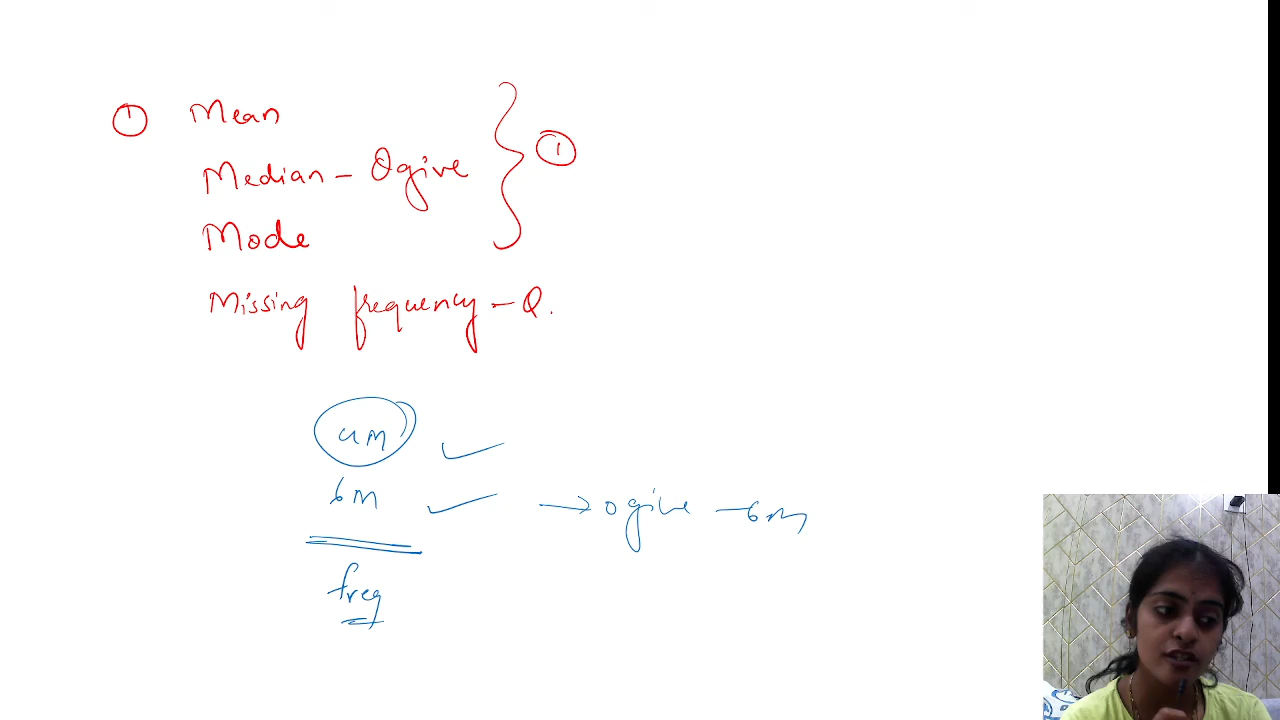 ① Mean
Median - Ogive
Mode
①
Missing frequency - Q.
4M
6M → ogive - 6M
freq